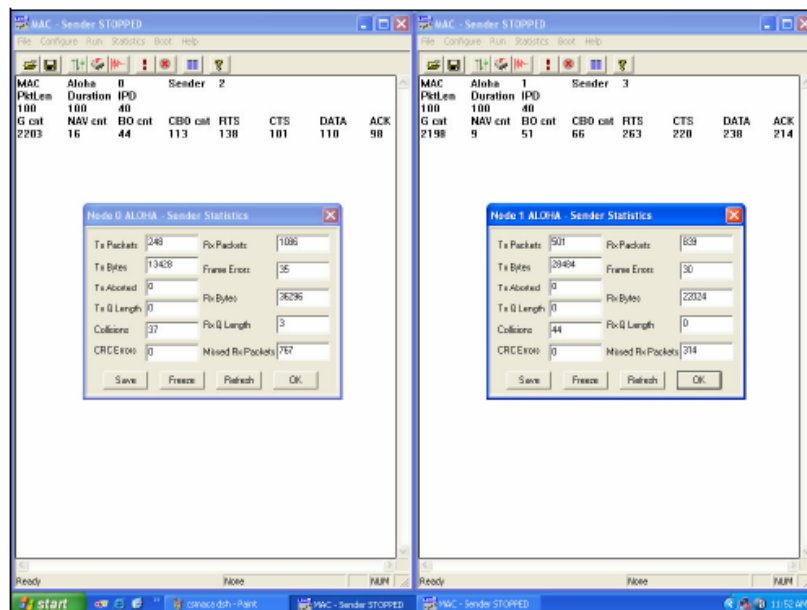 MAC - Sender STOPPED
File Configure Run Statistics Boot Help
MAC Aloha 0 Sender 2
PktLen Duration IPD
100 100 40
G cnt NAV cnt BO cnt CBO cnt RTS CTS DATA ACK
2203 16 44 113 138 101 110 98
Node 0 ALOHA - Sender Statistics
Tx Packets 248 Rx Packets 1086
Tx Bytes 13428 Frame Errors 35
Tx Aborted 0 Rx Bytes 36296
Tx Q Length 0 Rx Q Length 3
Collisions 37
CRC Errors 0 Missed Rx Packets 767
Save Freeze Refresh OK
Ready None NUM
MAC - Sender STOPPED
File Configure Run Statistics Boot Help
MAC Aloha 1 Sender 3
PktLen Duration IPD
100 100 40
G cnt NAV cnt BO cnt CBO cnt RTS CTS DATA ACK
2198 9 51 66 263 220 238 214
Node 1 ALOHA - Sender Statistics
Tx Packets 501 Rx Packets 839
Tx Bytes 28484 Frame Errors 30
Tx Aborted 0 Rx Bytes 22024
Tx Q Length 0 Rx Q Length 0
Collisions 44
CRC Errors 0 Missed Rx Packets 314
Save Freeze Refresh OK
Ready None NUM
start csmaca dsh - Paint MAC - Sender STOPPED MAC - Sender STOPPED 11:52 AM